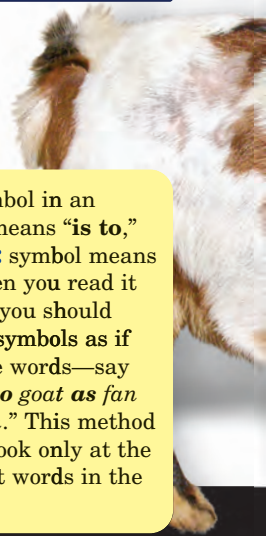 bol in an
means “is to,”
: symbol means
en you read it
you should
symbols as if
e words—say
o goat as fan
.” This method
ook only at the
t words in the